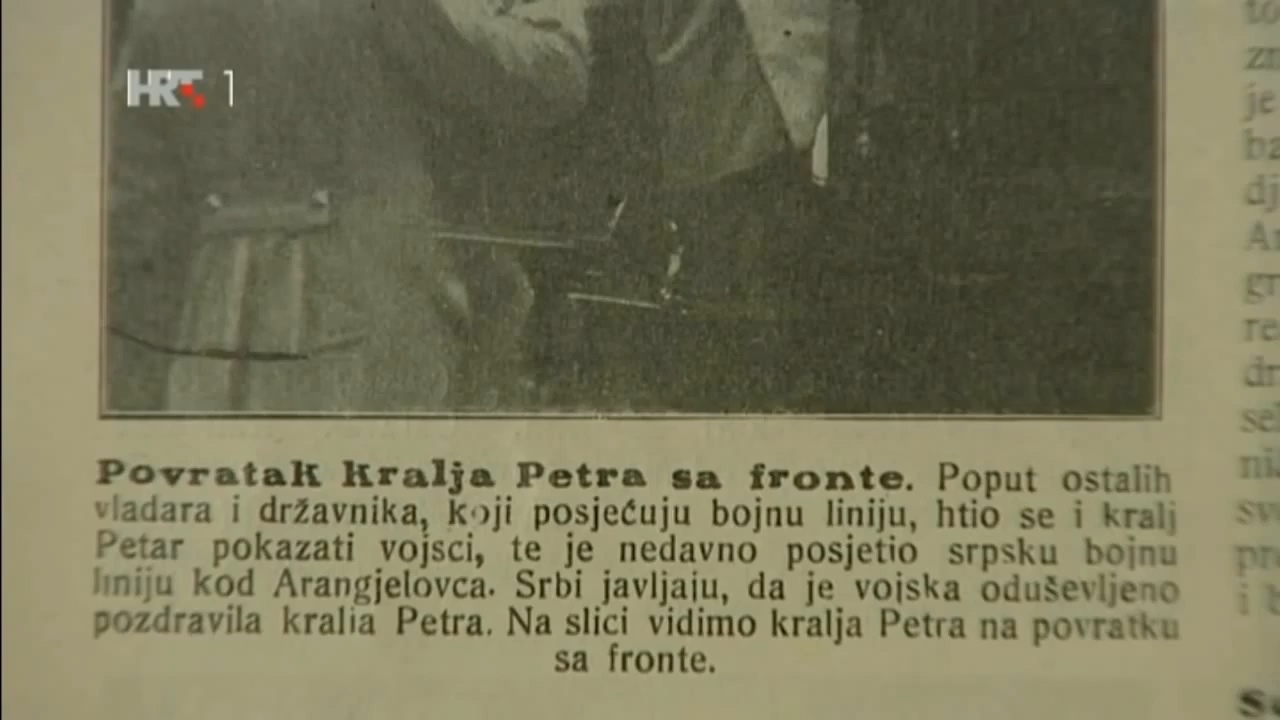 HRT 1
Povratak kralja Petra sa fronte. Poput ostalih
vladara i državnika, koji posjećuju bojnu liniju, htio se i kralj
Petar pokazati vojsci, te je nedavno posjetio srpsku bojnu
liniju kod Arangjelovca. Srbi javljaju, da je vojska oduševljeno
pozdravila kralja Petra. Na slici vidimo kralja Petra na povratku
sa fronte.